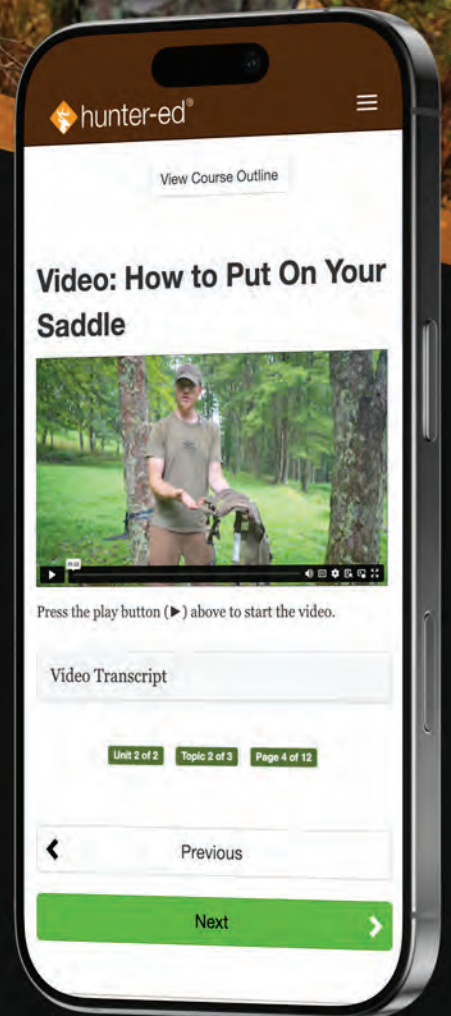 hunter-ed®
View Course Outline
Video: How to Put On Your
Saddle
Press the play button (▶) above to start the video.
Video Transcript
Unit 2 of 2 Topic 2 of 3 Page 4 of 12
Previous
Next